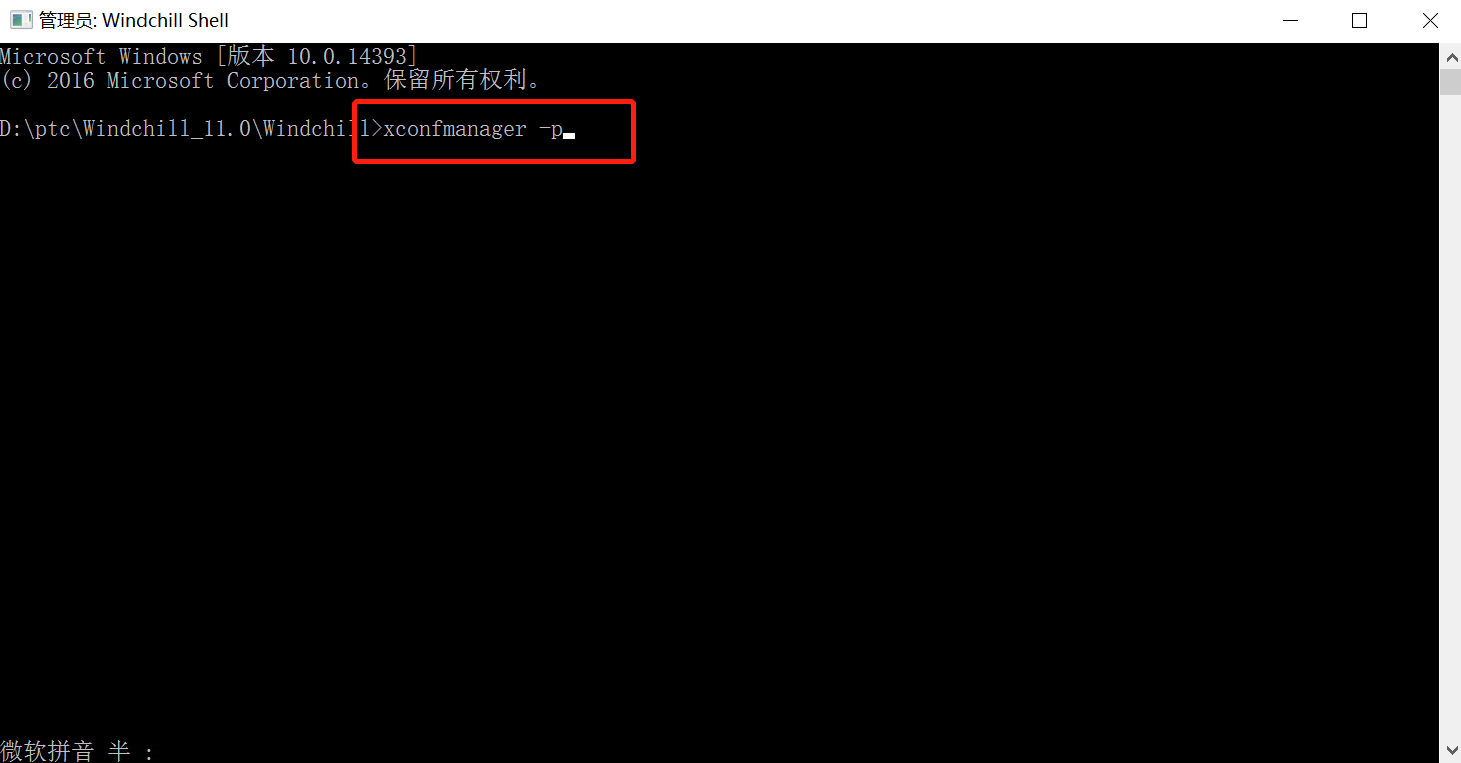 管理员: Windchill Shell
Microsoft Windows [版本 10.0.14393]
(c) 2016 Microsoft Corporation。保留所有权利。
D:\ptc\Windchill_11.0\Windchill>xconfmanager -p
微软拼音 半 :